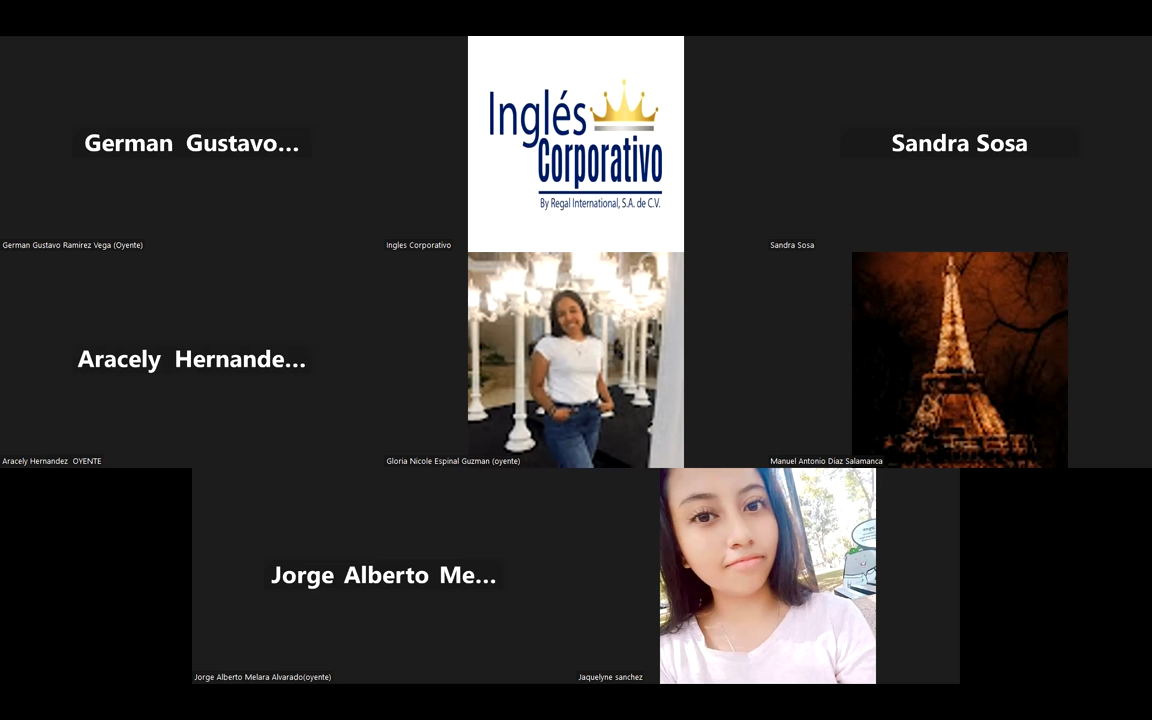 German Gustavo...
Inglés
Corporativo
By Regal International, S.A. de C.V.
Sandra Sosa
German Gustavo Ramirez Vega (Oyente)
Ingles Corporativo
Sandra Sosa
Aracely Hernande...
Aracely Hernandez OYENTE
Gloria Nicole Espinal Guzman (oyente)
Manuel Antonio Diaz Salamanca
Jorge Alberto Me...
Jorge Alberto Melara Alvarado(oyente)
Jaquelyne sanchez